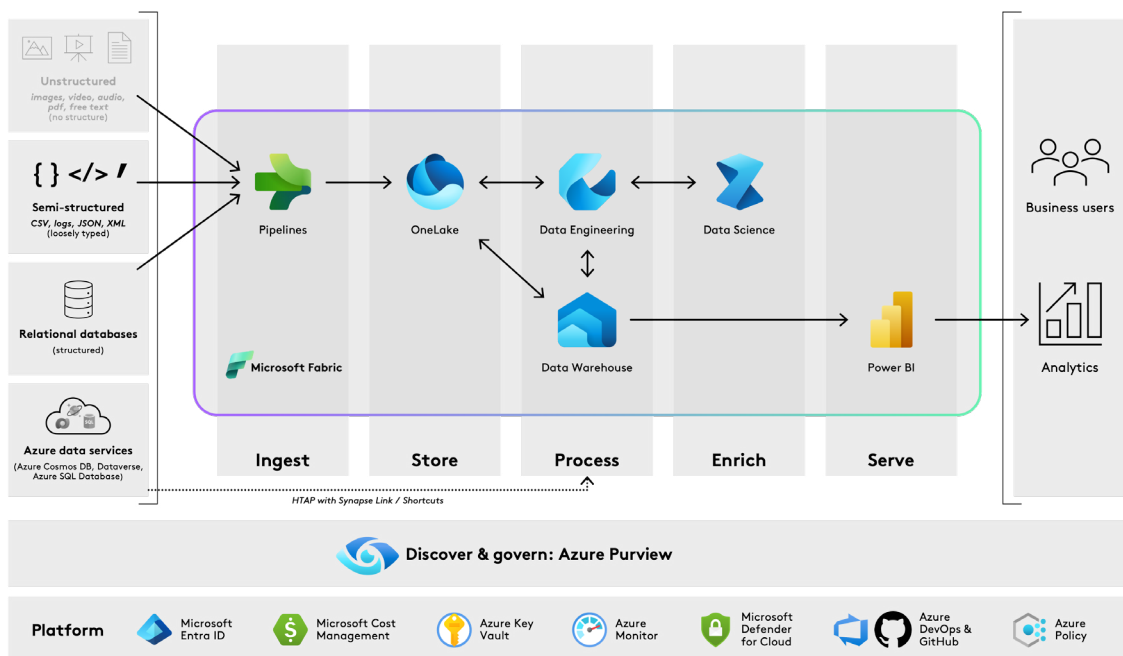 Unstructured
images, video, audio,
pdf, free text
(no structure)
{ } </> ,
Semi-structured
CSV, logs, JSON, XML
(loosely typed)
Relational databases
(structured)
SQL
Azure data services
(Azure Cosmos DB, Dataverse,
Azure SQL Database)
Pipelines
OneLake
Data Engineering
Data Science
Data Warehouse
Power BI
Microsoft Fabric
Ingest
Store
Process
Enrich
Serve
HTAP with Synapse Link / Shortcuts
Business users
Analytics
Discover & govern: Azure Purview
Platform
Microsoft
Entra ID
$
Microsoft Cost
Management
Azure Key
Vault
Azure
Monitor
Microsoft
Defender
for Cloud
Azure
DevOps &
GitHub
Azure
Policy